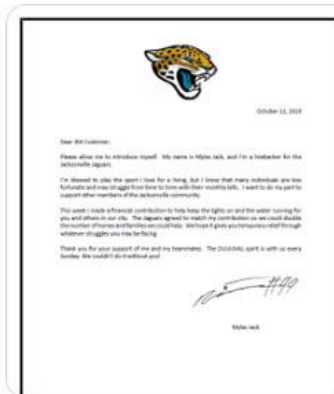 October 11, 2019
Dear JEA Customer,
Please allow me to introduce myself. My name is Myles Jack, and I'm a linebacker for the
Jacksonville Jaguars.
I'm blessed to play the sport I love for a living, but I know that many individuals are less
fortunate and may struggle from time to time with their monthly bills. I want to do my part to
support other members of the Jacksonville community.
This week I made a financial contribution to help keep the lights on and the water running for
you and others in our city. The Jaguars agreed to match my contribution so we could double
the number of homes and families we could help. We hope it gives you temporary relief through
whatever struggles you may be facing.
Thank you for your support of me and my teammates. The DUUUVAL spirit is with us every
Sunday. We couldn't do it without you!
#44
Myles Jack